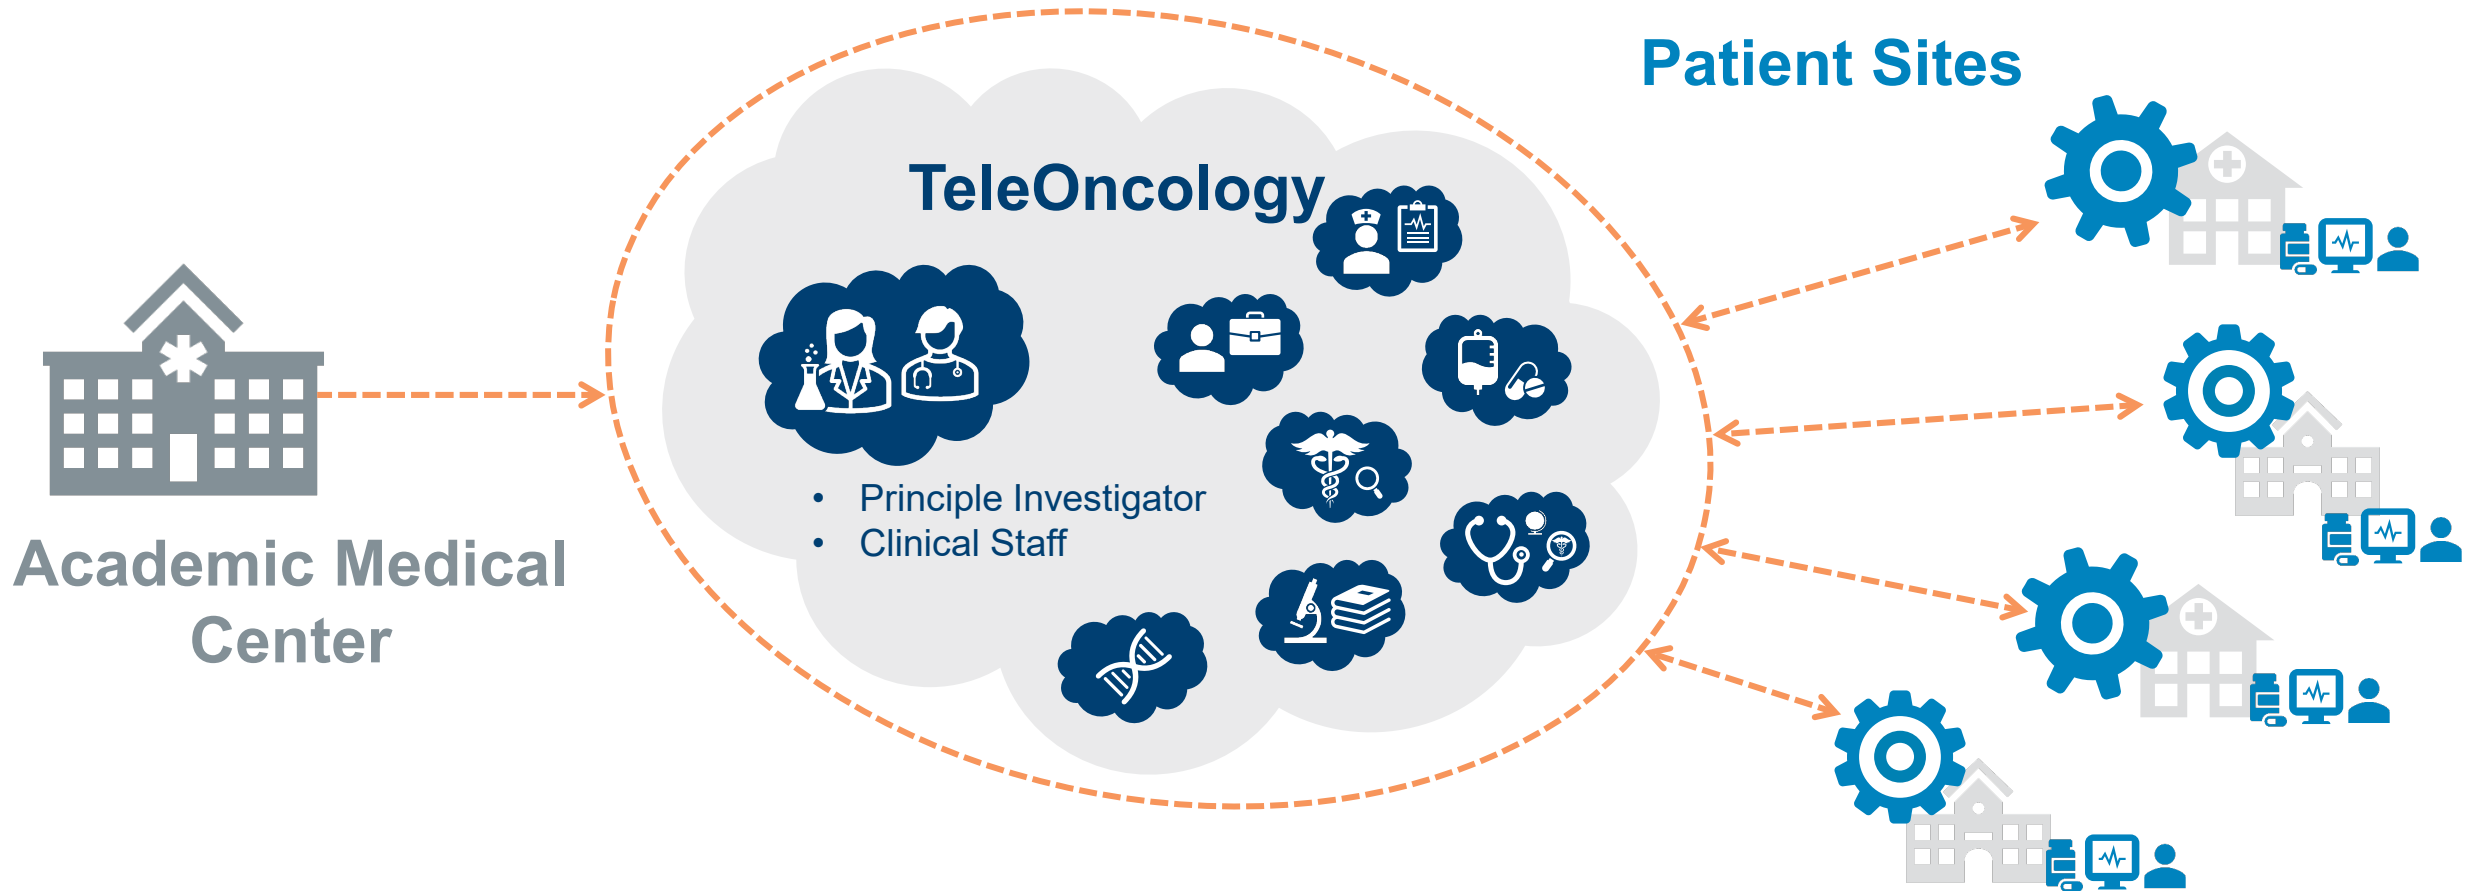 Patient Sites
TeleOncology
• Principle Investigator
• Clinical Staff
Academic Medical
Center